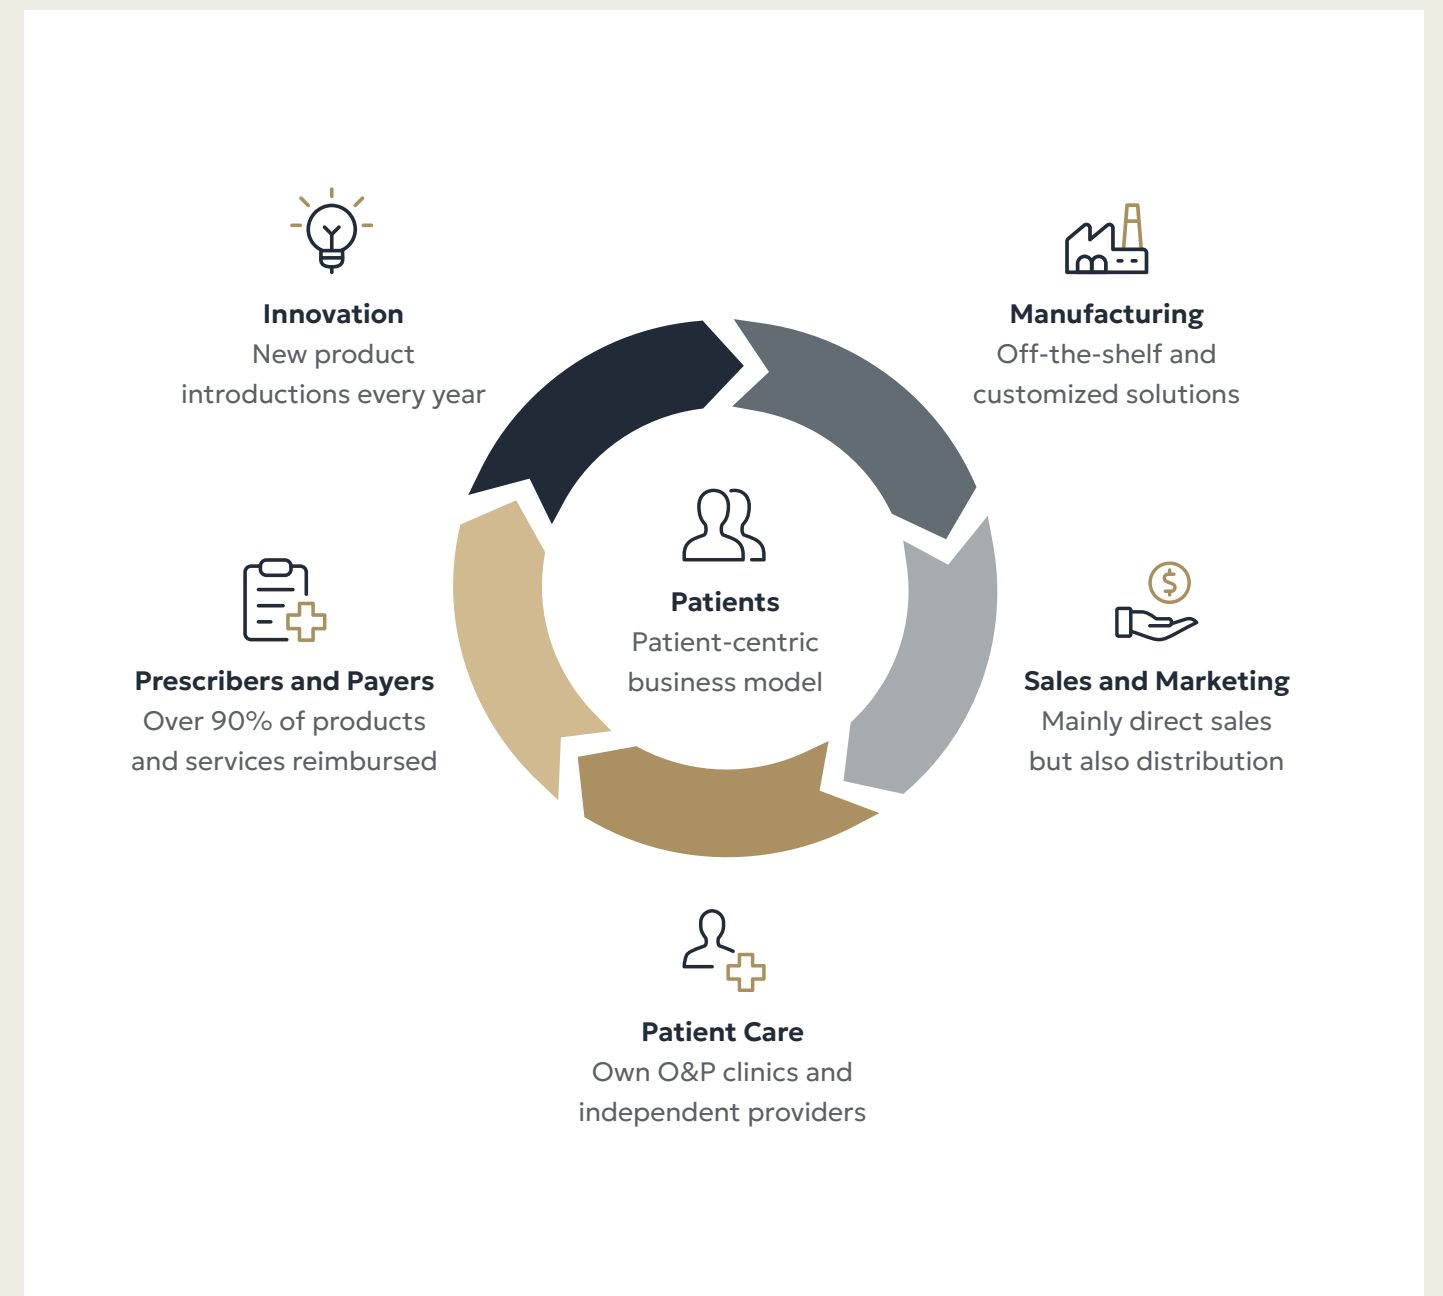 Innovation
New product
introductions every year
Manufacturing
Off-the-shelf and
customized solutions
Patients
Patient-centric
business model
Prescribers and Payers
Over 90% of products
and services reimbursed
Sales and Marketing
Mainly direct sales
but also distribution
Patient Care
Own O&P clinics and
independent providers